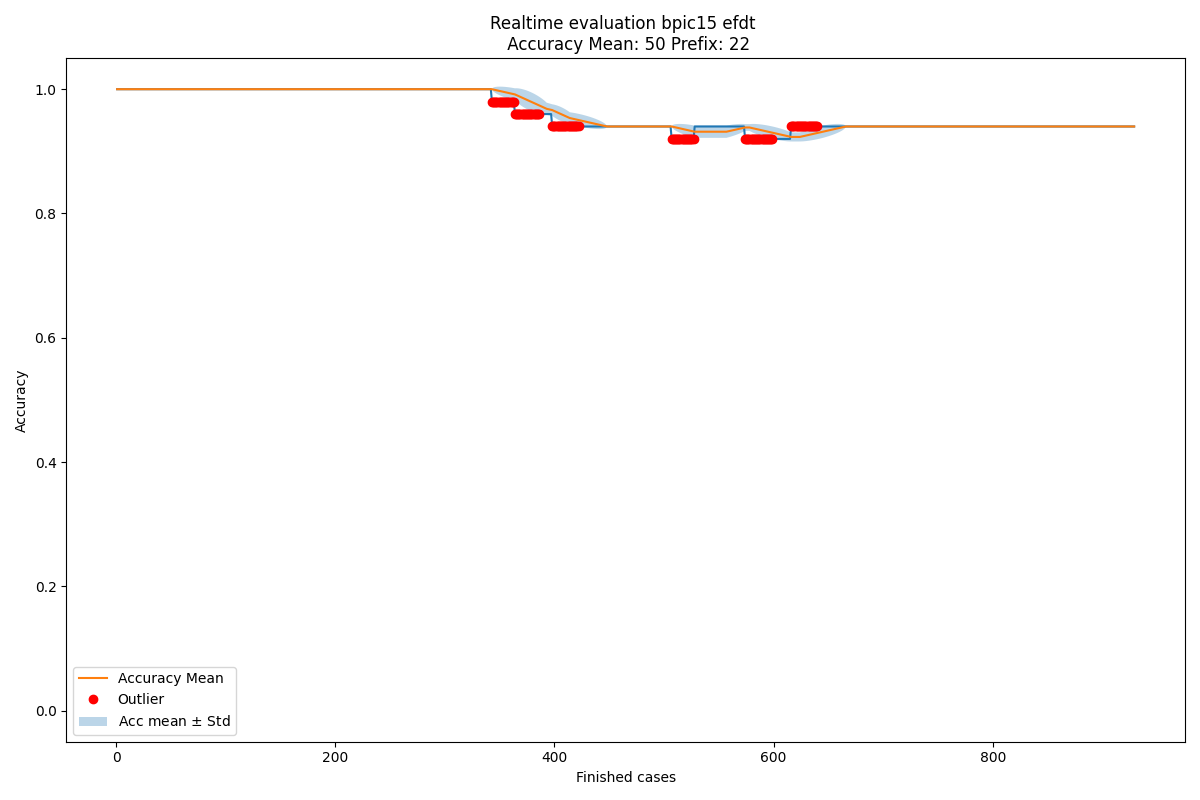 Realtime evaluation bpic15 efdt
Accuracy Mean: 50 Prefix: 22
1.0
0.8
0.6
0.4
0.2
0.0
Accuracy
Accuracy Mean
Outlier
Acc mean ± Std
0 200 400 600 800
Finished cases